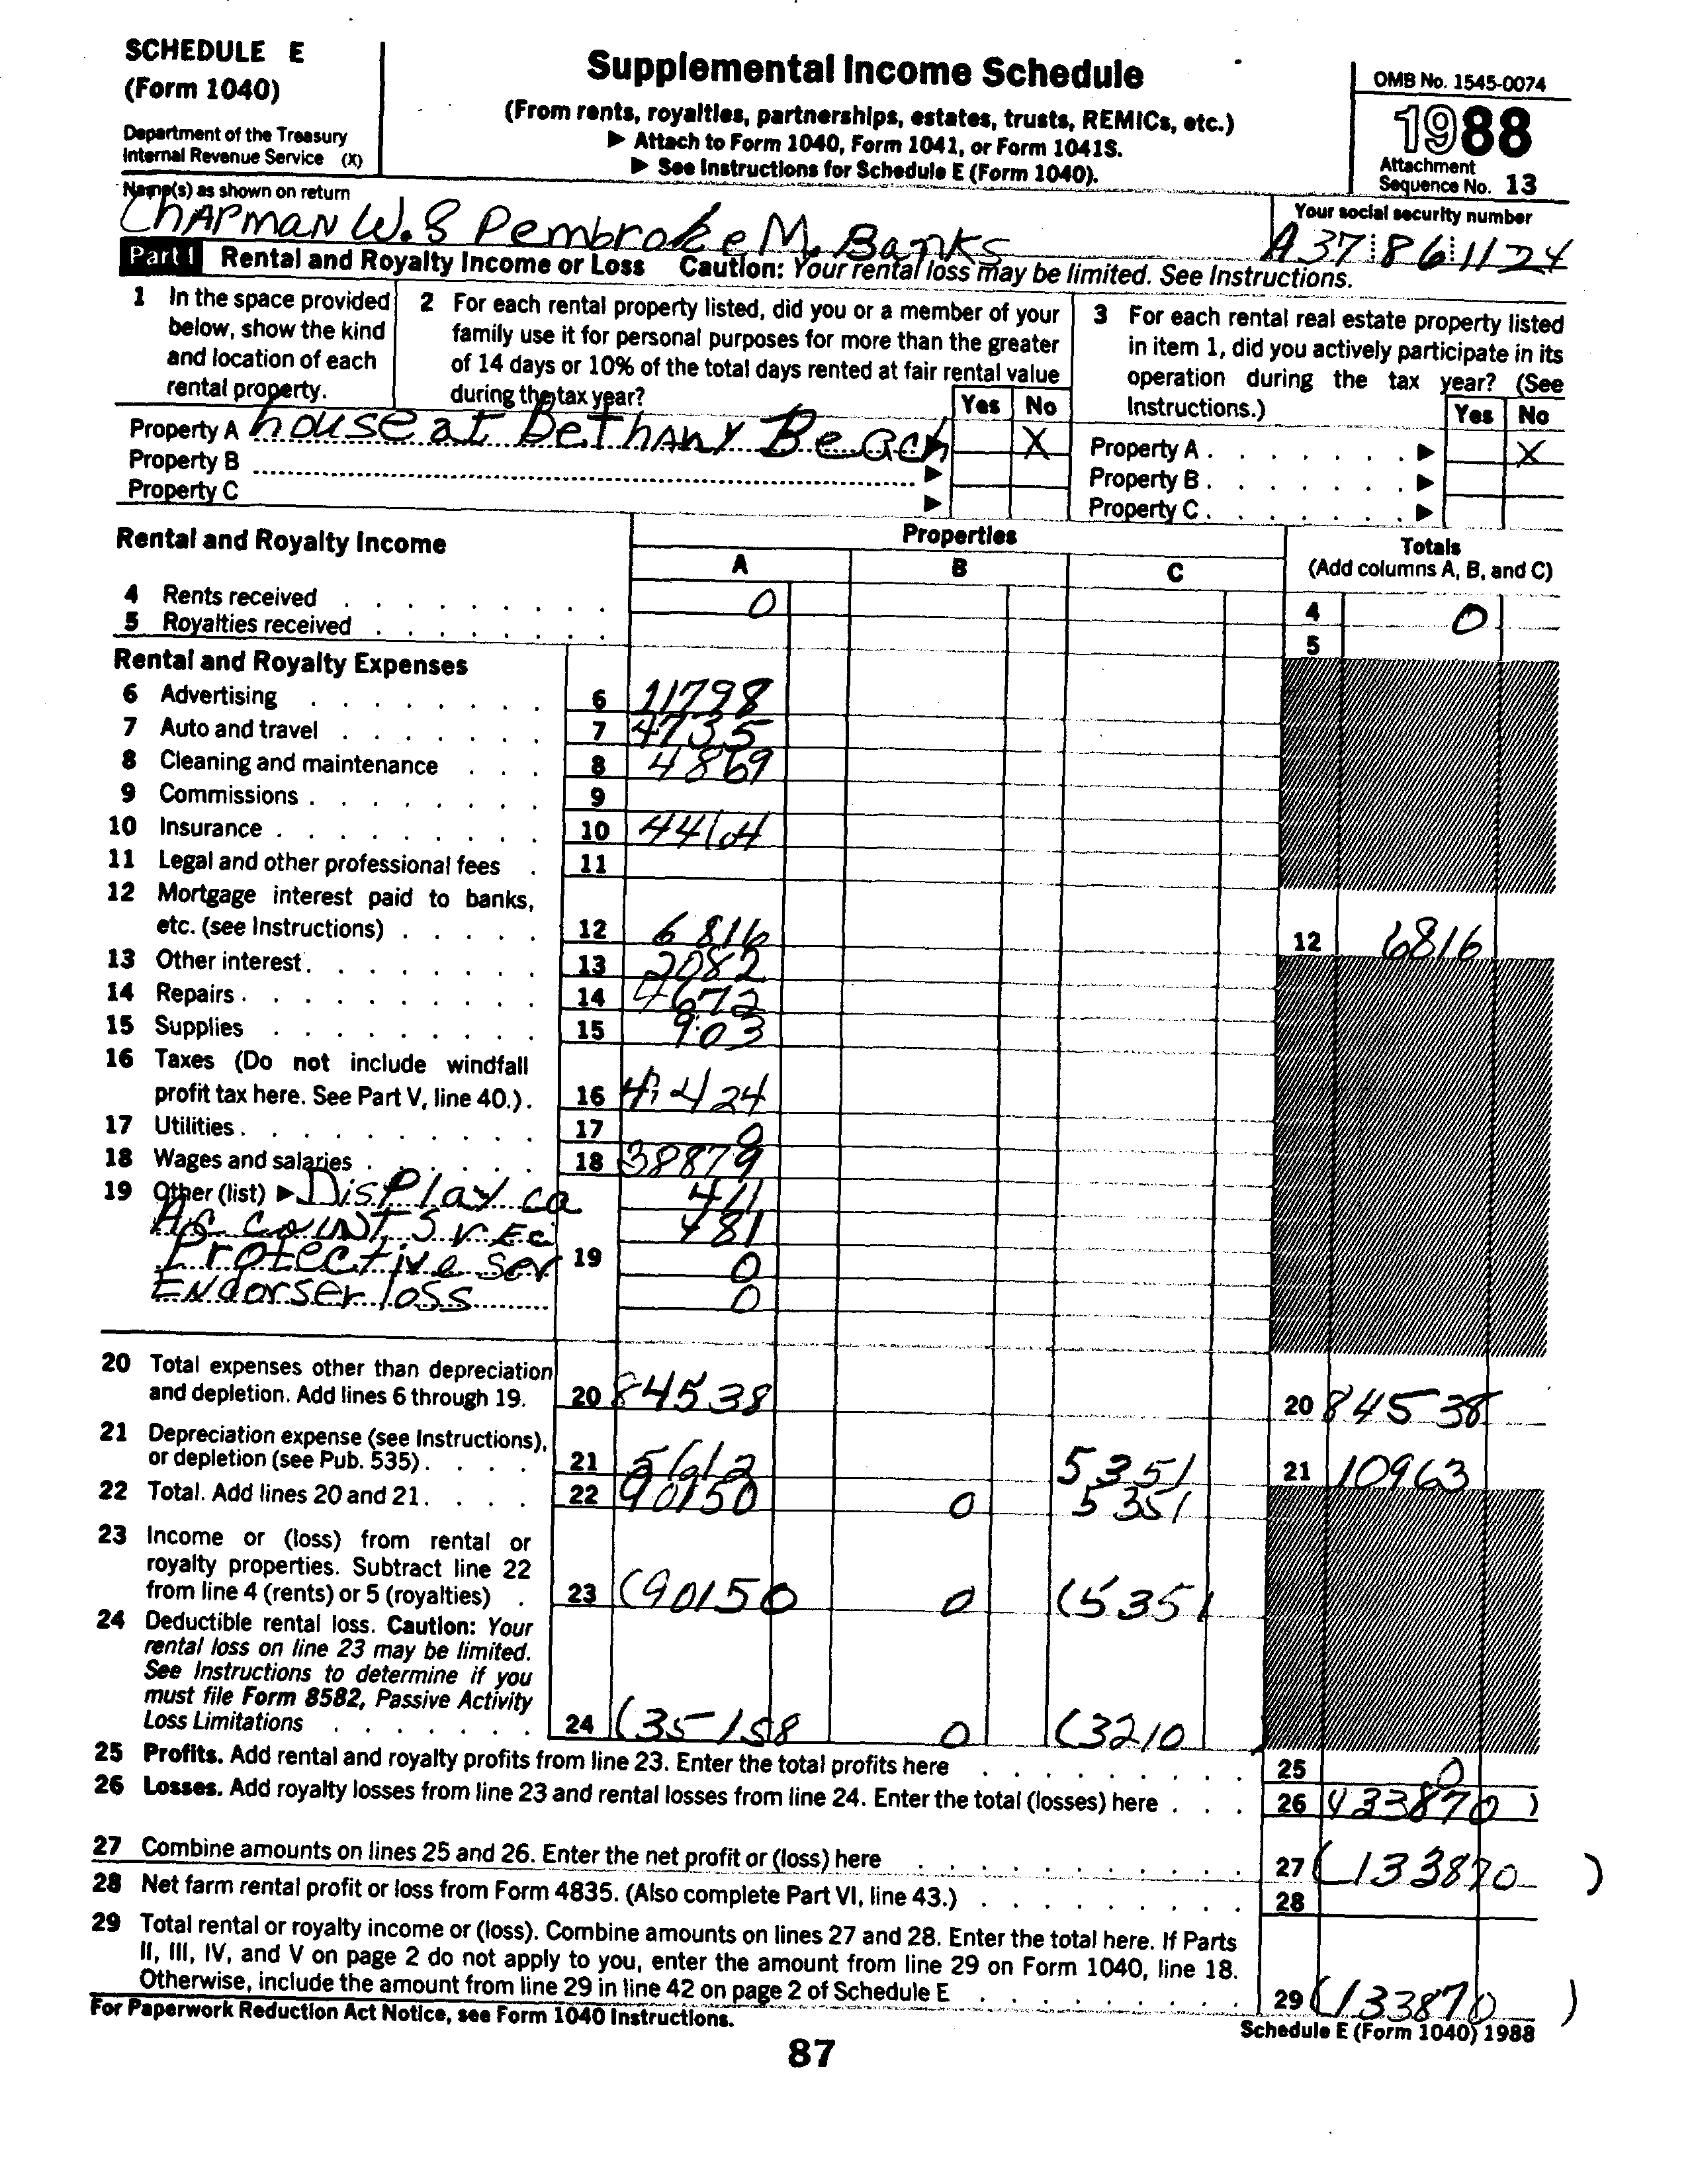 SCHEDULE E
(Form 1040)
Department of the Treasury
Internal Revenue Service (X)
Supplemental Income Schedule
(From rents, royalties, partnerships, estates, trusts, REMICs, etc.)
▶ Attach to Form 1040, Form 1041, or Form 1041S.
▶ See Instructions for Schedule E (Form 1040).
OMB No. 1545-0074
1988
Attachment
Sequence No. 13
Name(s) as shown on return
CHAPMAN W. & Pembroke M. Banks
Your social security number
A37 86 1124
Part I Rental and Royalty Income or Loss Caution: Your rental loss may be limited. See Instructions.
1 In the space provided
below, show the kind
and location of each
rental property.
2 For each rental property listed, did you or a member of your
family use it for personal purposes for more than the greater
of 14 days or 10% of the total days rented at fair rental value
during the tax year?
Yes No
3 For each rental real estate property listed
in item 1, did you actively participate in its
operation during the tax year? (See
Instructions.)
Yes No
Property A house at Bethany Beach ▶ X
Property B ▶
Property C ▶
Property A . . . . . . . ▶ X
Property B . . . . . . . ▶
Property C . . . . . . . ▶
Rental and Royalty Income
Properties
A B C
Totals
(Add columns A, B, and C)
4 Rents received 0 4 0
5 Royalties received 5
Rental and Royalty Expenses
6 Advertising 6 11798
7 Auto and travel 7 4735
8 Cleaning and maintenance 8 4869
9 Commissions 9
10 Insurance 10
11 Legal and other professional fees 11
12 Mortgage interest paid to banks,
etc. (see Instructions) 12 6816 12 6816
13 Other interest 13 2082
14 Repairs 14 4672
15 Supplies 15 903
16 Taxes (Do not include windfall
profit tax here. See Part V, line 40.) 16 4,424
17 Utilities 17 0
18 Wages and salaries 18 38879
19 Other (list) ▶ Display ca 411
Account Svec 481
Protective Ser 19 0
Endorser loss 0
20 Total expenses other than depreciation
and depletion. Add lines 6 through 19. 20 84538 20 84538
21 Depreciation expense (see Instructions),
or depletion (see Pub. 535) 21 5612 5351 21 10963
22 Total. Add lines 20 and 21 22 90150 0 5351
23 Income or (loss) from rental or
royalty properties. Subtract line 22
from line 4 (rents) or 5 (royalties) 23 (90150 0 (5351
24 Deductible rental loss. Caution: Your
rental loss on line 23 may be limited.
See Instructions to determine if you
must file Form 8582, Passive Activity
Loss Limitations 24 (35158 0 (3210 )
25 Profits. Add rental and royalty profits from line 23. Enter the total profits here 25 0
26 Losses. Add royalty losses from line 23 and rental losses from line 24. Enter the total (losses) here 26 )
27 Combine amounts on lines 25 and 26. Enter the net profit or (loss) here 27 (133870 )
28 Net farm rental profit or loss from Form 4835. (Also complete Part VI, line 43.) 28
29 Total rental or royalty income or (loss). Combine amounts on lines 27 and 28. Enter the total here. If Parts
II, III, IV, and V on page 2 do not apply to you, enter the amount from line 29 on Form 1040, line 18.
Otherwise, include the amount from line 29 in line 42 on page 2 of Schedule E 29 (133870 )
For Paperwork Reduction Act Notice, see Form 1040 Instructions.
Schedule E (Form 1040) 1988
87